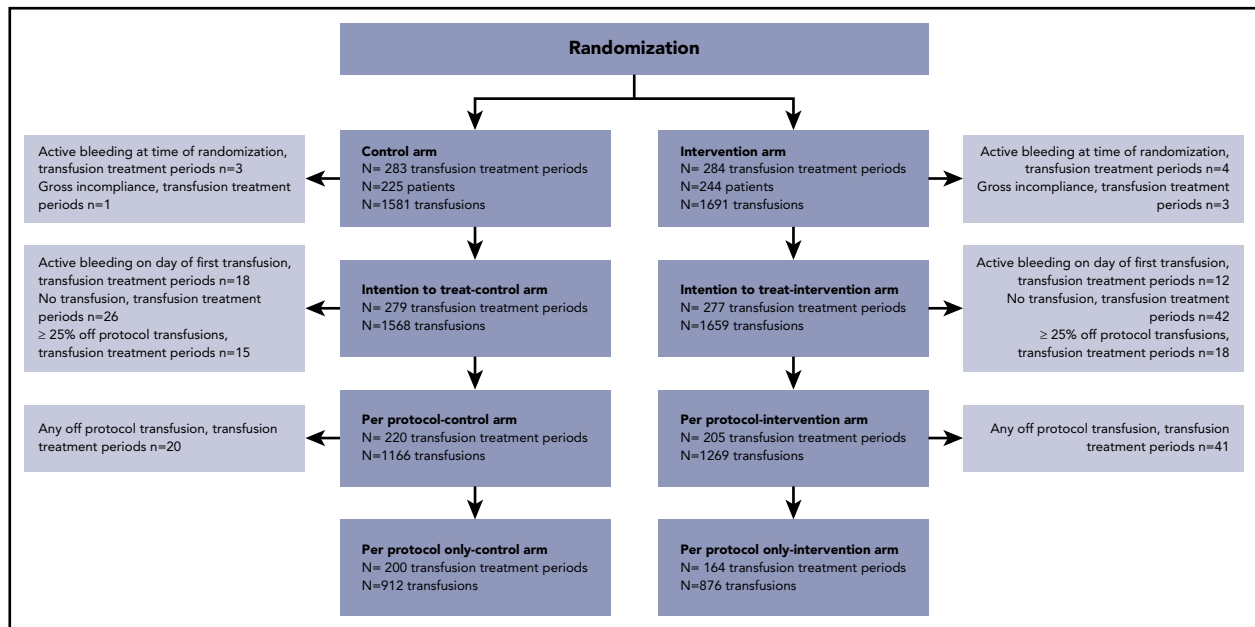 Randomization
Active bleeding at time of randomization,
transfusion treatment periods n=3
Gross incompliance, transfusion treatment
periods n=1
Control arm
N= 283 transfusion treatment periods
N=225 patients
N=1581 transfusions
Intervention arm
N= 284 transfusion treatment periods
N=244 patients
N=1691 transfusions
Active bleeding at time of randomization,
transfusion treatment periods n=4
Gross incompliance, transfusion treatment
periods n=3
Active bleeding on day of first transfusion,
transfusion treatment periods n=18
No transfusion, transfusion treatment
periods n=26
≥ 25% off protocol transfusions,
transfusion treatment periods n=15
Intention to treat-control arm
N= 279 transfusion treatment periods
N=1568 transfusions
Intention to treat-intervention arm
N= 277 transfusion treatment periods
N=1659 transfusions
Active bleeding on day of first transfusion,
transfusion treatment periods n=12
No transfusion, transfusion treatment
periods n=42
≥ 25% off protocol transfusions,
transfusion treatment periods n=18
Any off protocol transfusion, transfusion
treatment periods n=20
Per protocol-control arm
N= 220 transfusion treatment periods
N=1166 transfusions
Per protocol-intervention arm
N= 205 transfusion treatment periods
N=1269 transfusions
Any off protocol transfusion, transfusion
treatment periods n=41
Per protocol only-control arm
N= 200 transfusion treatment periods
N=912 transfusions
Per protocol only-intervention arm
N= 164 transfusion treatment periods
N=876 transfusions